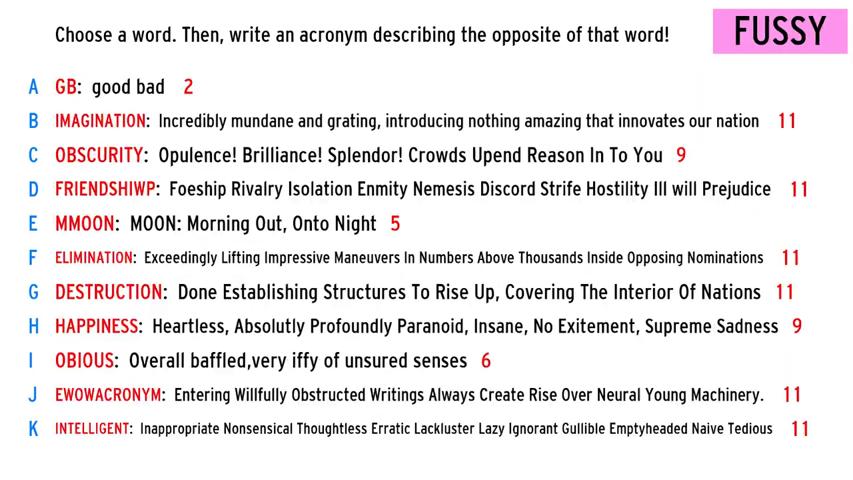 Choose a word. Then, write an acronym describing the opposite of that word!
FUSSY
A GB: good bad 2
B IMAGINATION: Incredibly mundane and grating, introducing nothing amazing that innovates our nation 11
C OBSCURITY: Opulence! Brilliance! Splendor! Crowds Upend Reason In To You 9
D FRIENDSHIWP: Foeship Rivalry Isolation Enmity Nemesis Discord Strife Hostility Ill will Prejudice 11
E MMOON: MOON: Morning Out, Onto Night 5
F ELIMINATION: Exceedingly Lifting Impressive Maneuvers In Numbers Above Thousands Inside Opposing Nominations 11
G DESTRUCTION: Done Establishing Structures To Rise Up, Covering The Interior Of Nations 11
H HAPPINESS: Heartless, Absolutly Profoundly Paranoid, Insane, No Exitement, Supreme Sadness 9
I OBIOUS: Overall baffled,very iffy of unsured senses 6
J EWOWACRONYM: Entering Willfully Obstructed Writings Always Create Rise Over Neural Young Machinery. 11
K INTELLIGENT: Inappropriate Nonsensical Thoughtless Erratic Lackluster Lazy Ignorant Gullible Emptyheaded Naive Tedious 11